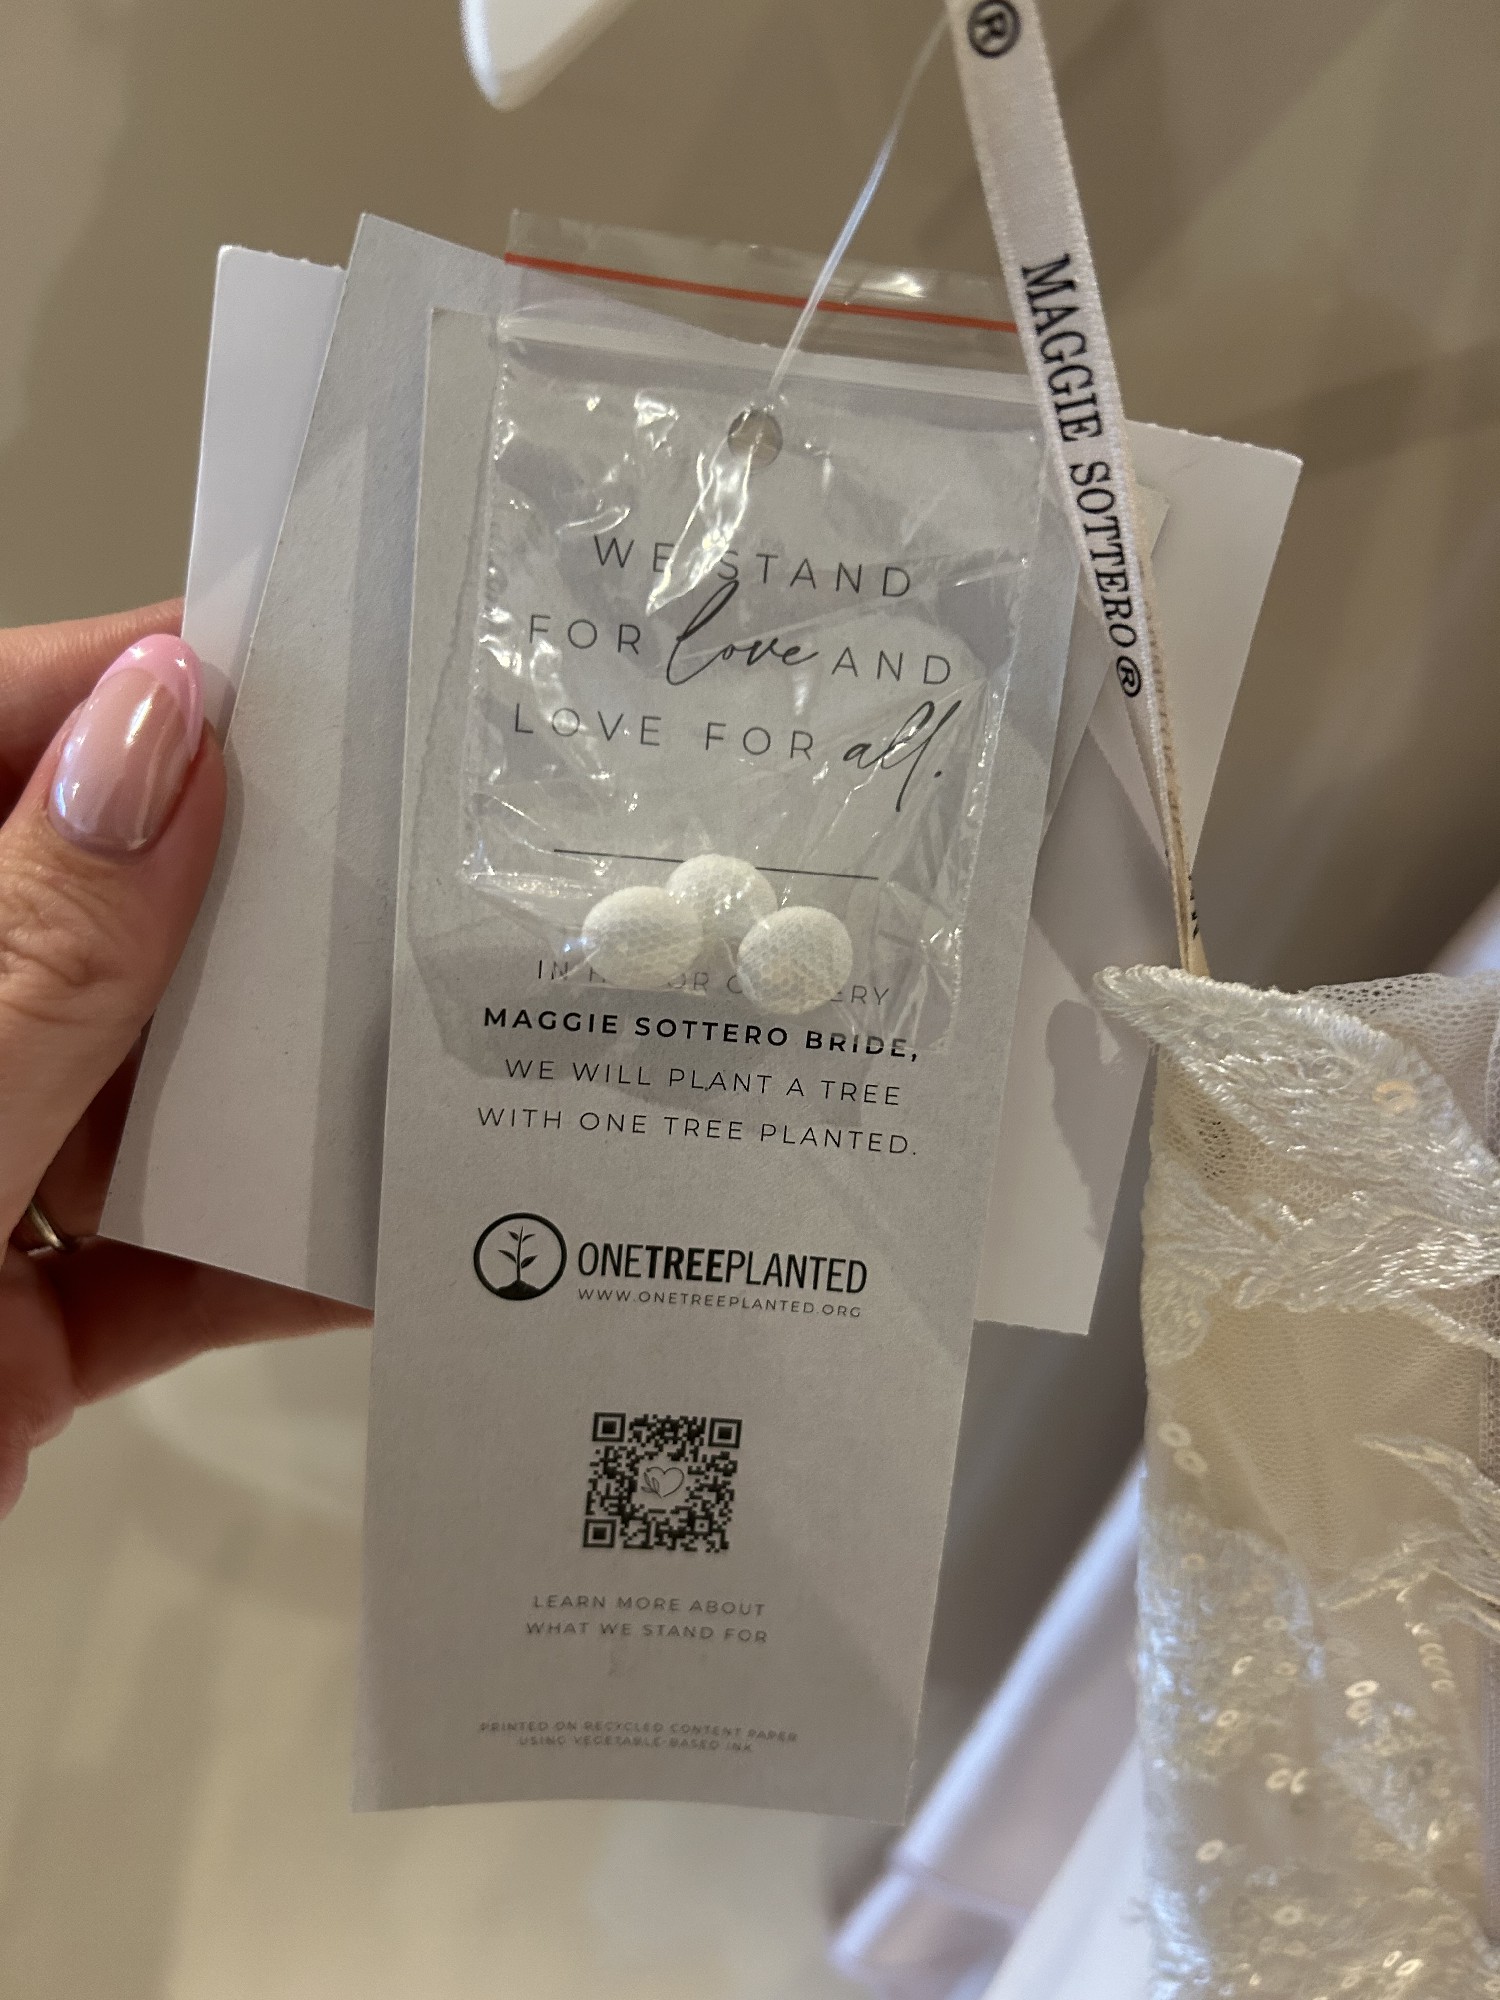 ®
MAGGIE SOTTERO®
WE STAND
FOR love AND
LOVE FOR all.
IN
MAGGIE SOTTERO BRIDE,
WE WILL PLANT A TREE
WITH ONE TREE PLANTED.
ONETREEPLANTED
WWW.ONETREEPLANTED.ORG
LEARN MORE ABOUT
WHAT WE STAND FOR
PRINTED ON RECYCLED CONTENT PAPER
USING VEGETABLE-BASED INK